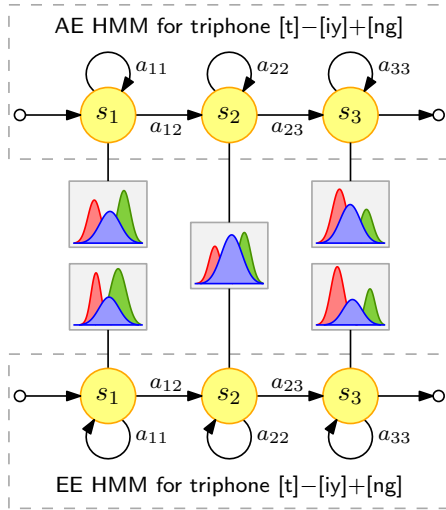 AE HMM for triphone [t]−[iy]+[ng]
a11 a22 a33
s1 s2 s3
a12 a23
a12 a23
s1 s2 s3
a11 a22 a33
EE HMM for triphone [t]−[iy]+[ng]